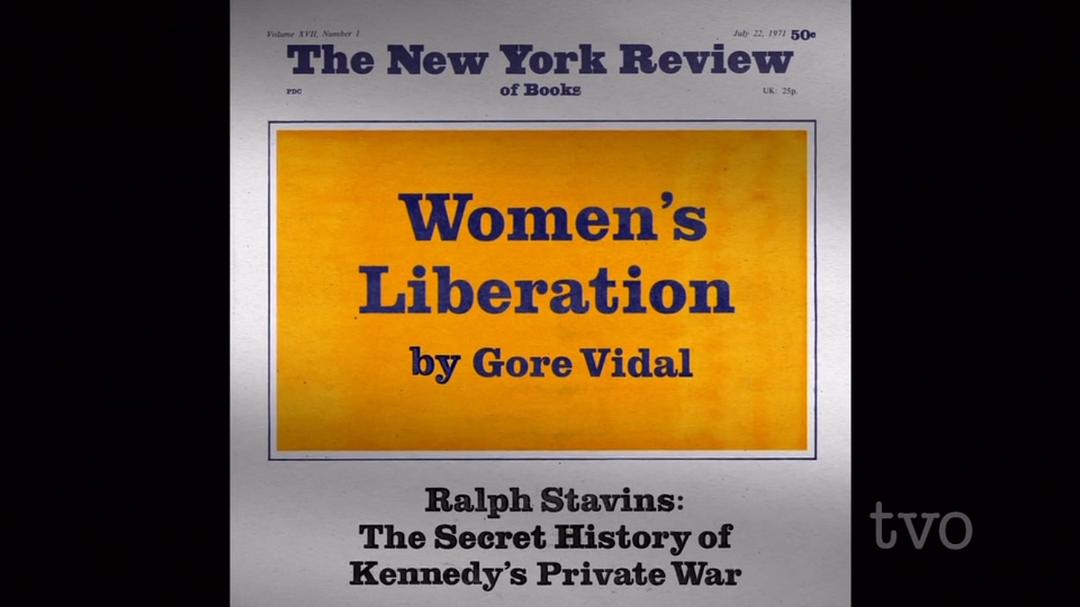 Volume XVII, Number 1
July 22, 1971 50¢
The New York Review
of Books
PDC
UK: 25p.
Women's
Liberation
by Gore Vidal
Ralph Stavins:
The Secret History of
Kennedy's Private War
tvo